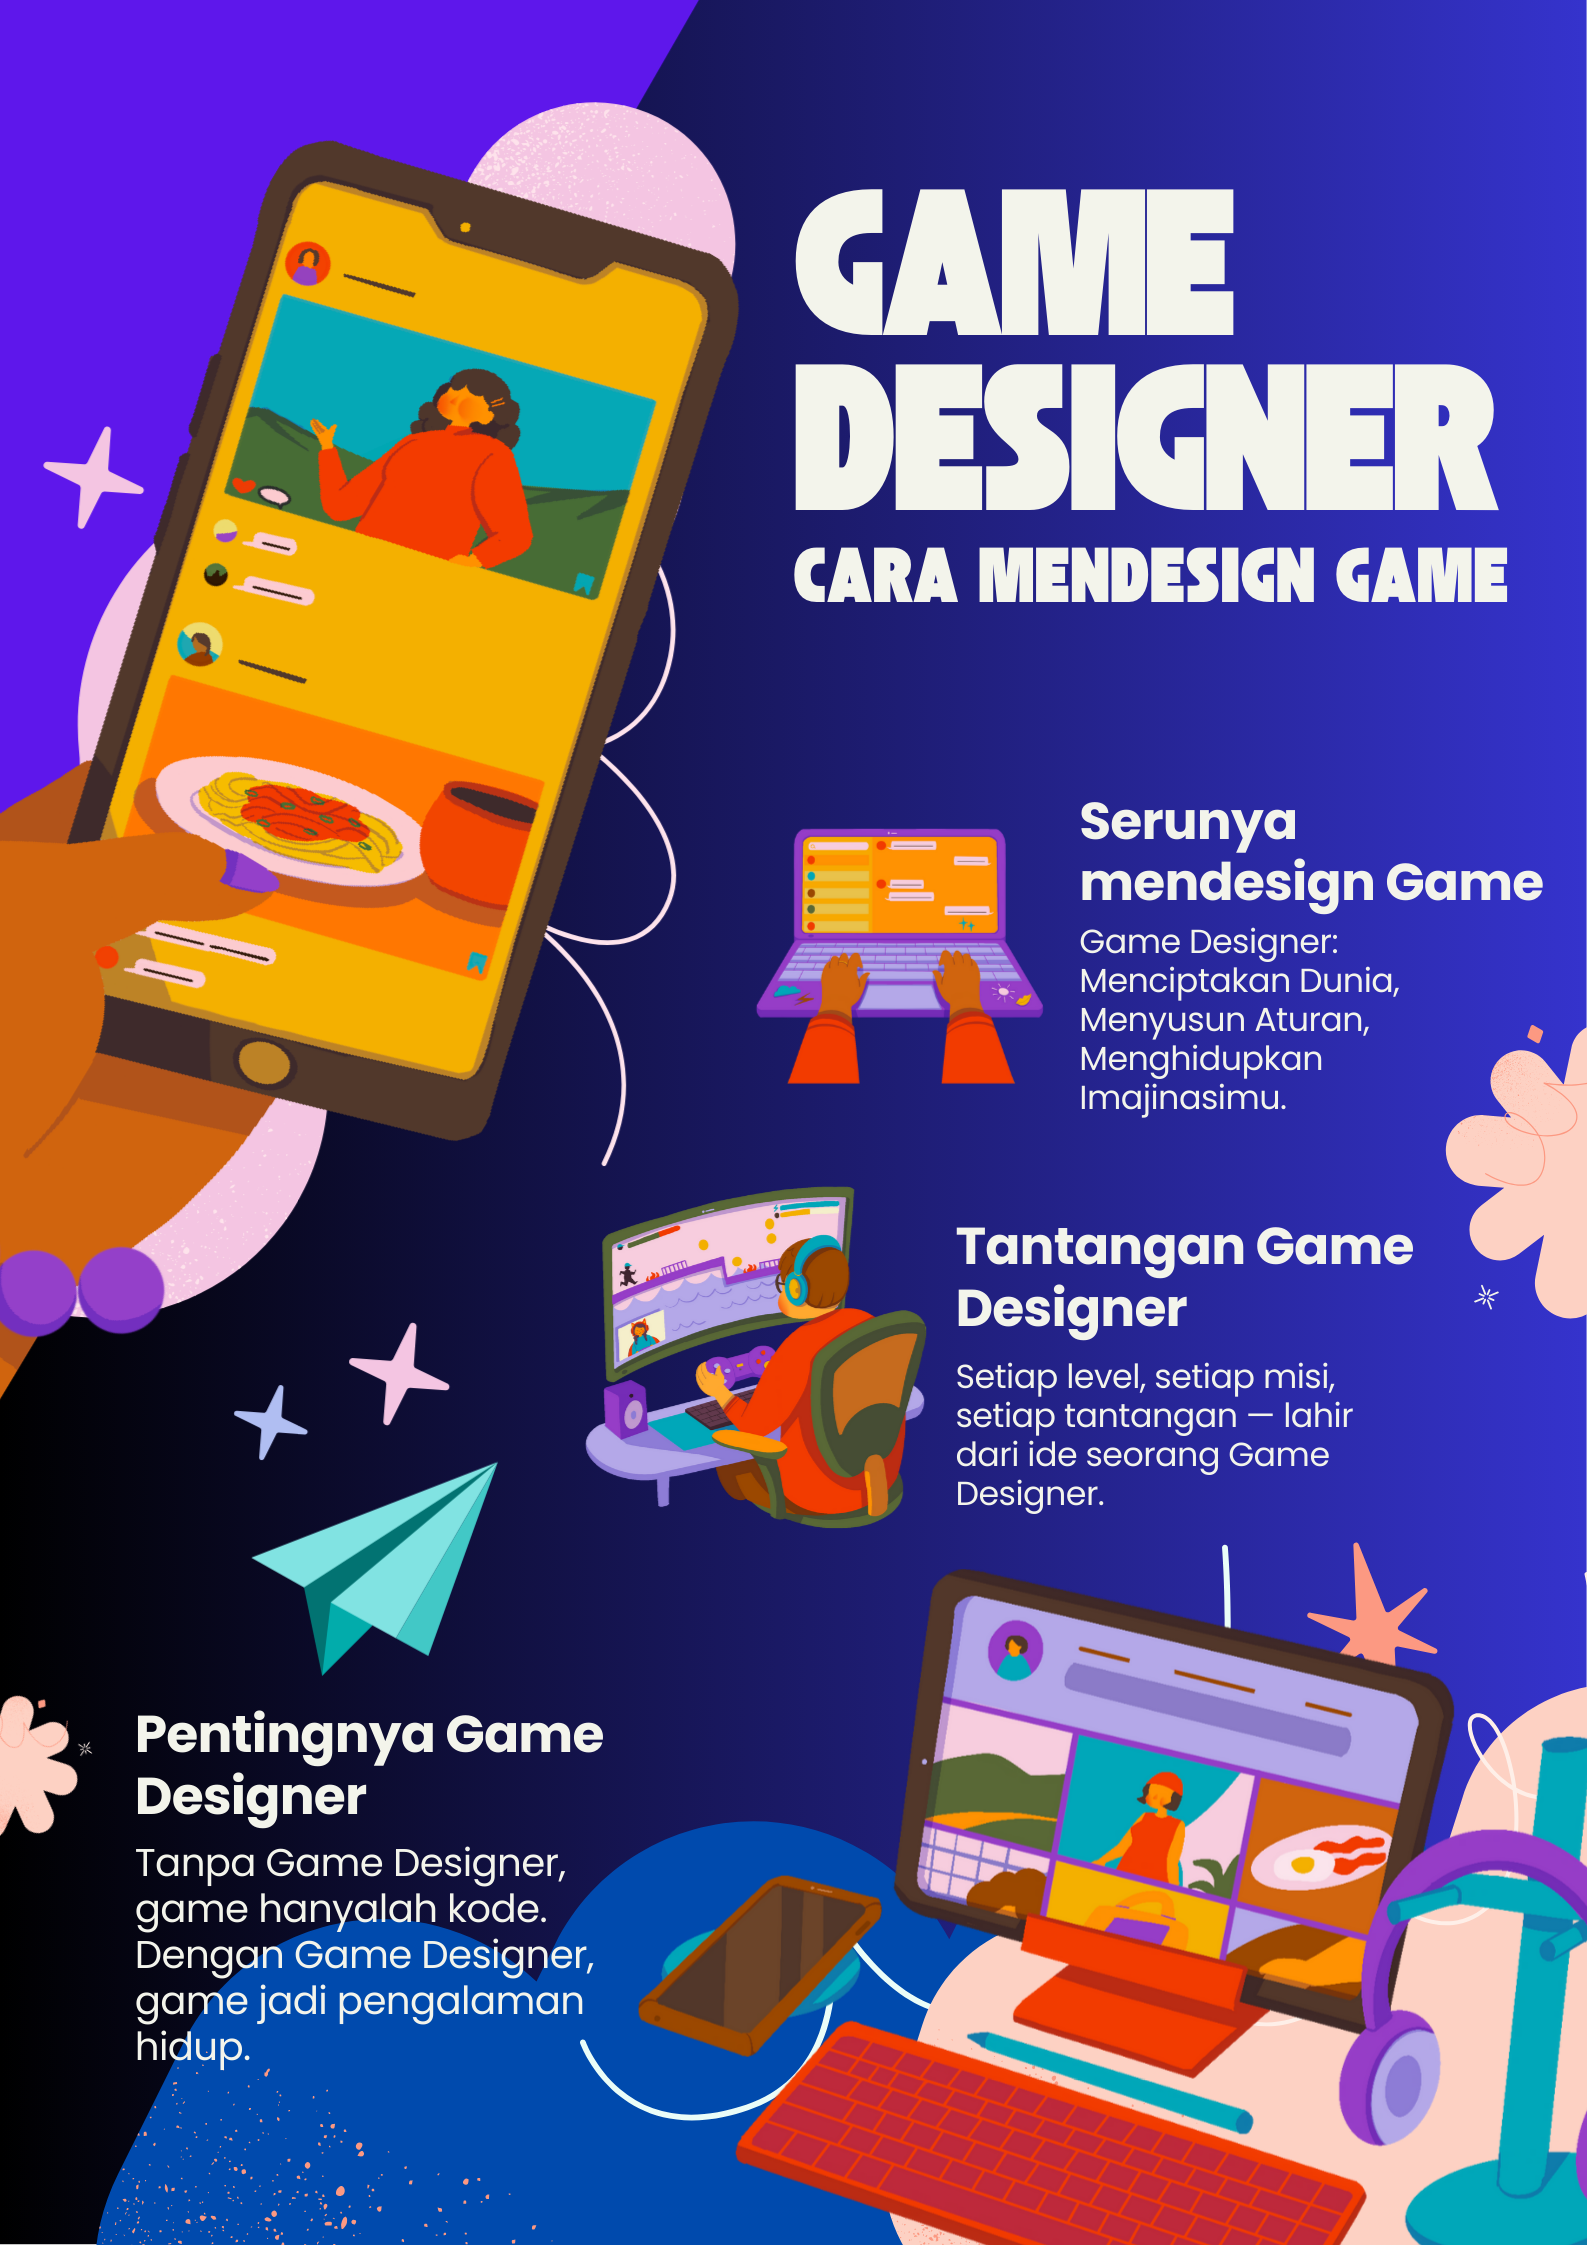 GAME
DESIGNER
CARA MENDESIGN GAME
Serunya
mendesign Game
Game Designer:
Menciptakan Dunia,
Menyusun Aturan,
Menghidupkan
Imajinasimu.
Tantangan Game
Designer
Setiap level, setiap misi,
setiap tantangan — lahir
dari ide seorang Game
Designer.
Pentingnya Game
Designer
Tanpa Game Designer,
game hanyalah kode.
Dengan Game Designer,
game jadi pengalaman
hidup.